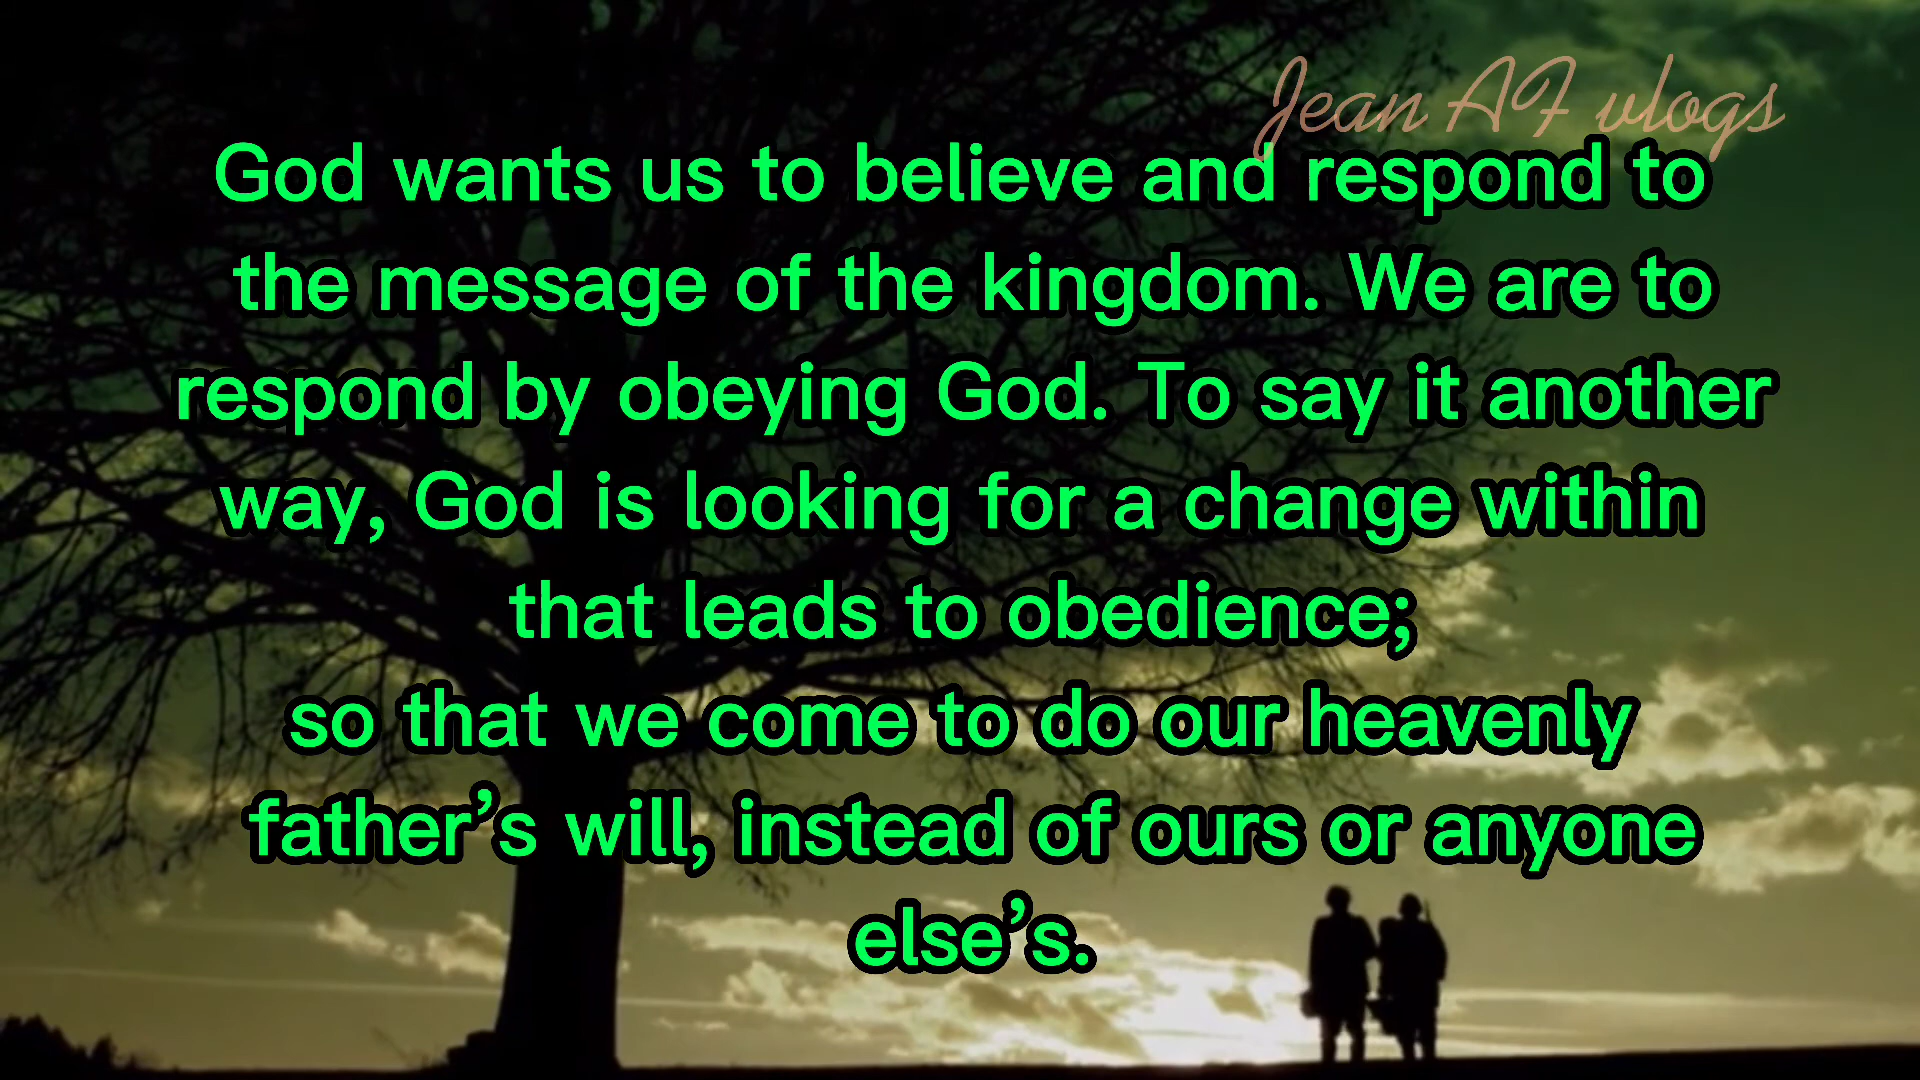 Jean AF vlogs
God wants us to believe and respond to
the message of the kingdom. We are to
respond by obeying God. To say it another
way, God is looking for a change within
that leads to obedience;
so that we come to do our heavenly
father’s will, instead of ours or anyone
else’s.